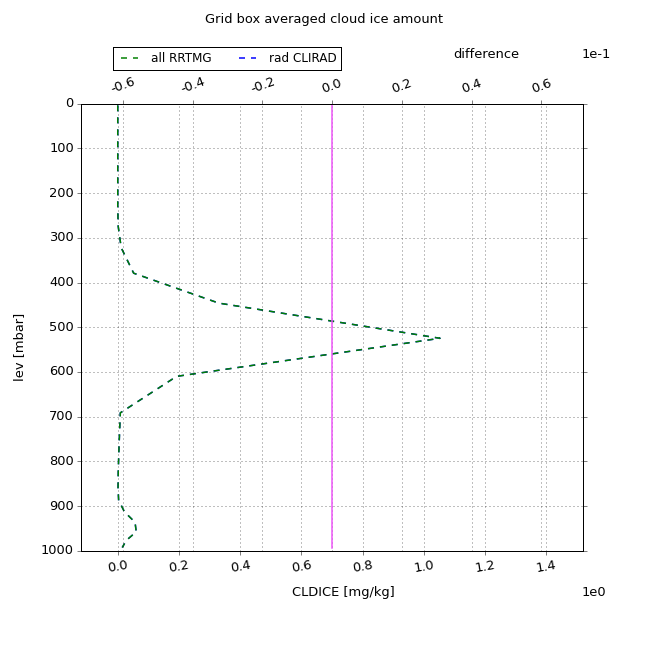 Grid box averaged cloud ice amount
all RRTMG rad CLIRAD difference 1e-1
-0.6 -0.4 -0.2 0.0 0.2 0.4 0.6
0
100
200
300
400
500
600
700
800
900
1000
lev [mbar]
0.0 0.2 0.4 0.6 0.8 1.0 1.2 1.4
CLDICE [mg/kg] 1e0